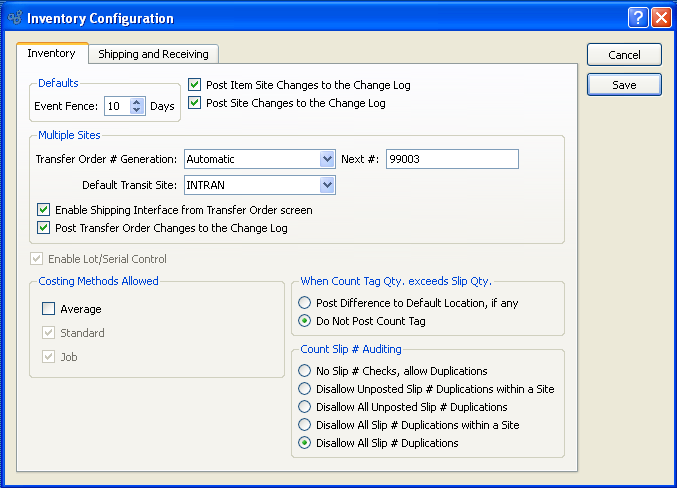 Inventory Configuration
Inventory
Shipping and Receiving
Cancel
Save
Defaults
Event Fence: 10 Days
Post Item Site Changes to the Change Log
Post Site Changes to the Change Log
Multiple Sites
Transfer Order # Generation: Automatic Next #: 99003
Default Transit Site: INTRAN
Enable Shipping Interface from Transfer Order screen
Post Transfer Order Changes to the Change Log
Enable Lot/Serial Control
Costing Methods Allowed
Average
Standard
Job
When Count Tag Qty. exceeds Slip Qty.
Post Difference to Default Location, if any
Do Not Post Count Tag
Count Slip # Auditing
No Slip # Checks, allow Duplications
Disallow Unposted Slip # Duplications within a Site
Disallow All Unposted Slip # Duplications
Disallow All Slip # Duplications within a Site
Disallow All Slip # Duplications